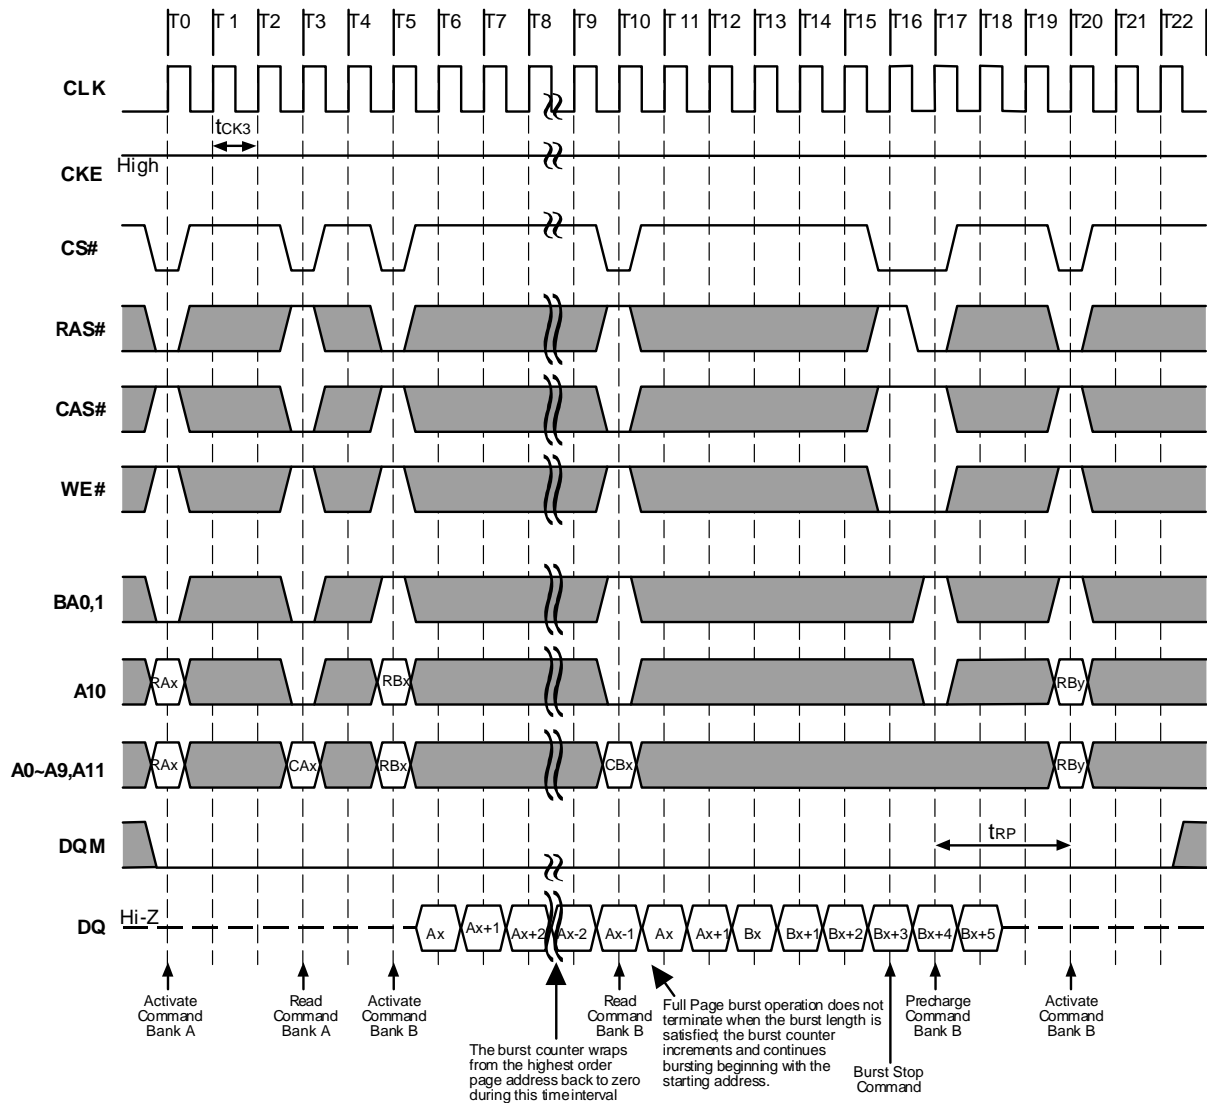 T0 T1 T2 T3 T4 T5 T6 T7 T8 T9 T10 T11 T12 T13 T14 T15 T16 T17 T18 T19 T20 T21 T22
CLK
tCK3
High
CKE
CS#
RAS#
CAS#
WE#
BA0,1
A10 RAx RBx RBy
A0~A9,A11 RAx CAx RBx CBx RBy
DQM tRP
Hi-Z
DQ Ax Ax+1 Ax+2 Ax-2 Ax-1 Ax Ax+1 Bx Bx+1 Bx+2 Bx+3 Bx+4 Bx+5
Activate
Command
Bank A
Read
Command
Bank A
Activate
Command
Bank B
The burst counter wraps
from the highest order
page address back to zero
during this time interval
Read
Command
Bank B
Full Page burst operation does not
terminate when the burst length is
satisfied; the burst counter
increments and continues
bursting beginning with the
starting address.
Burst Stop
Command
Precharge
Command
Bank B
Activate
Command
Bank B